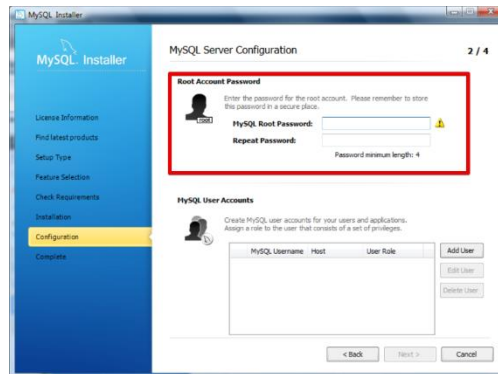 MySQL Installer
MySQL Installer
License Information
Find latest products
Setup Type
Feature Selection
Check Requirements
Installation
Configuration
Complete
MySQL Server Configuration
2 / 4
Root Account Password
Enter the password for the root account. Please remember to store
this password in a secure place.
root
MySQL Root Password:
Repeat Password:
Password minimum length: 4
MySQL User Accounts
Create MySQL user accounts for your users and applications.
Assign a role to the user that consists of a set of privileges.
MySQL Username Host User Role
Add User
Edit User
Delete User
< Back Next > Cancel